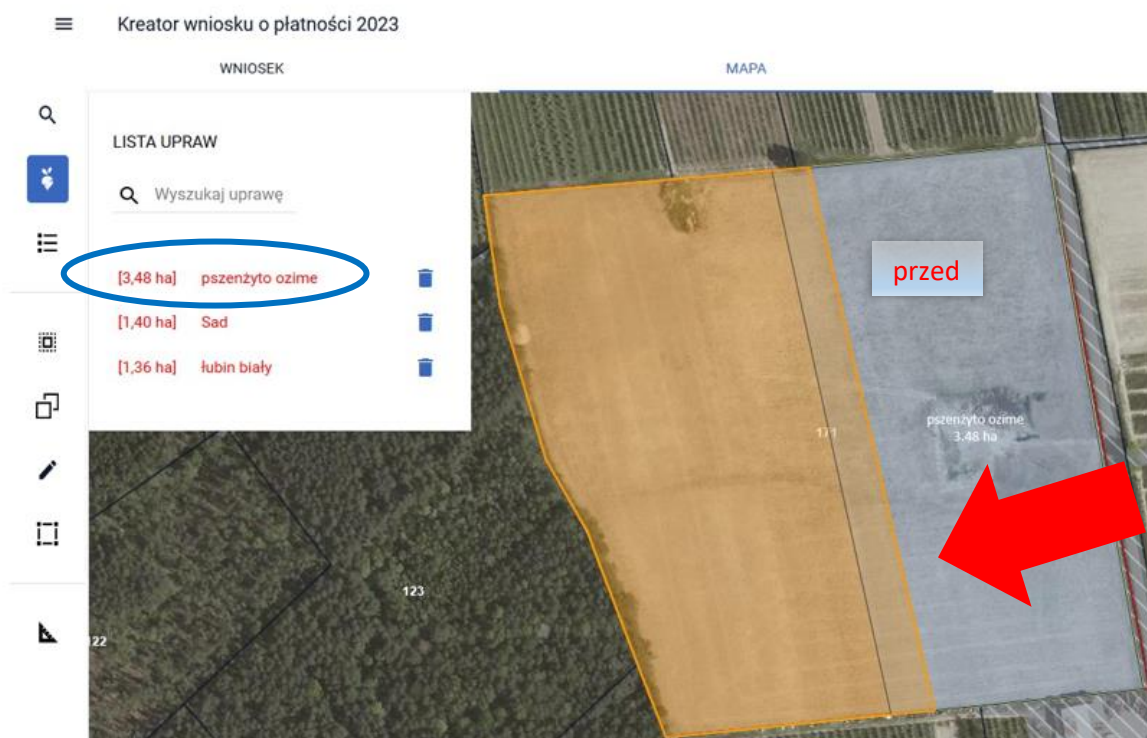 Kreator wniosku o płatności 2023
WNIOSEK
MAPA
LISTA UPRAW
Wyszukaj uprawę
[3,48 ha] pszenżyto ozime
[1,40 ha] Sad
[1,36 ha] łubin biały
przed
pszenżyto ozime
3.48 ha
171
123
22